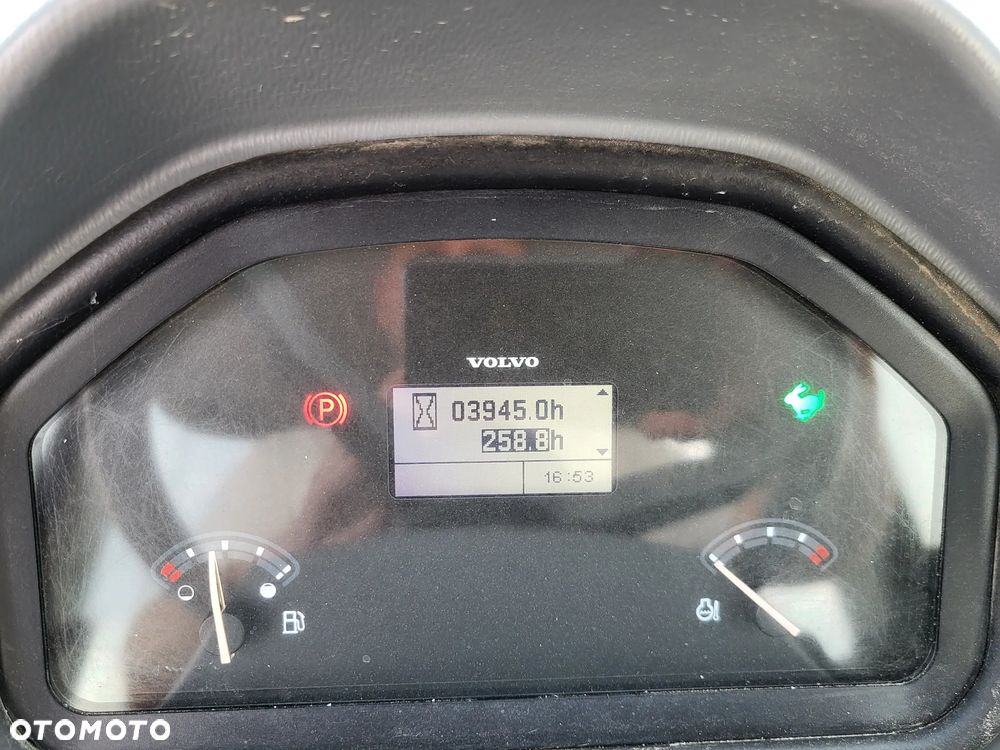 VOLVO
P
03945.0h
258.8h
16:53
OTOMOTO